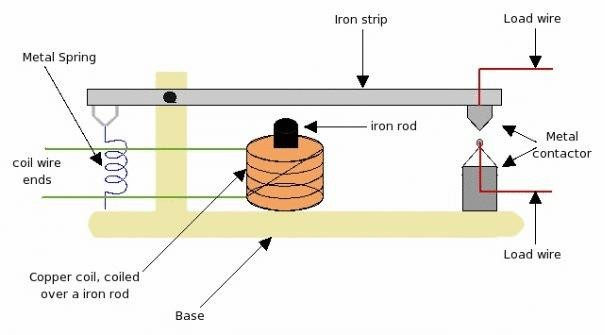 Iron strip
Load wire
Metal Spring
iron rod
Metal
contactor
coil wire
ends
Load wire
Copper coil, coiled
over a iron rod
Base